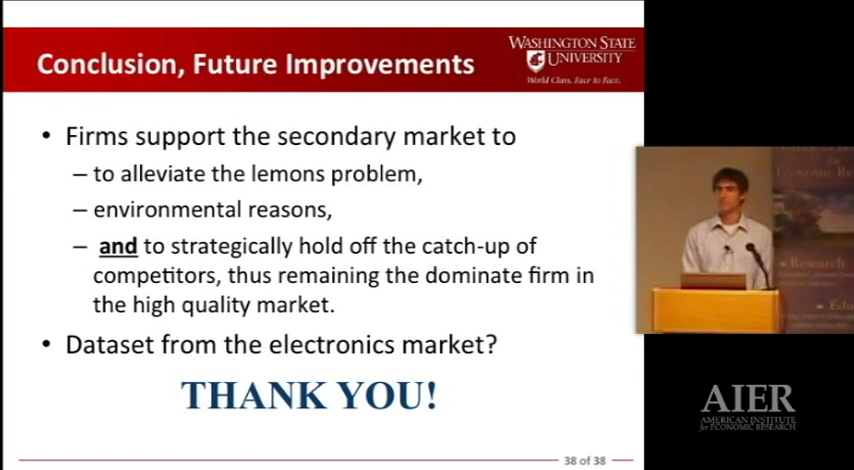 Conclusion, Future Improvements
WASHINGTON STATE
UNIVERSITY
World Class. Face to Face.
• Firms support the secondary market to
– to alleviate the lemons problem,
– environmental reasons,
– and to strategically hold off the catch-up of
competitors, thus remaining the dominate firm in
the high quality market.
• Dataset from the electronics market?
THANK YOU!
38 of 38
Research
Edu
AIER
AMERICAN INSTITUTE
for ECONOMIC RESEARCH